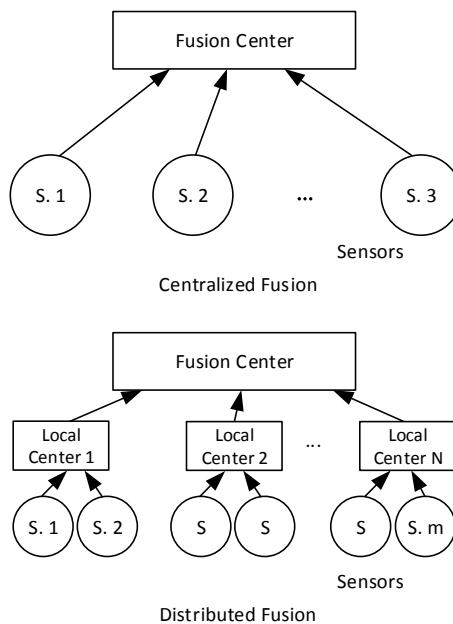 Fusion Center
S. 1
S. 2
...
S. 3
Sensors
Centralized Fusion
Fusion Center
Local
Center 1
Local
Center 2
...
Local
Center N
S. 1
S. 2
S
S
S
S. m
Sensors
Distributed Fusion